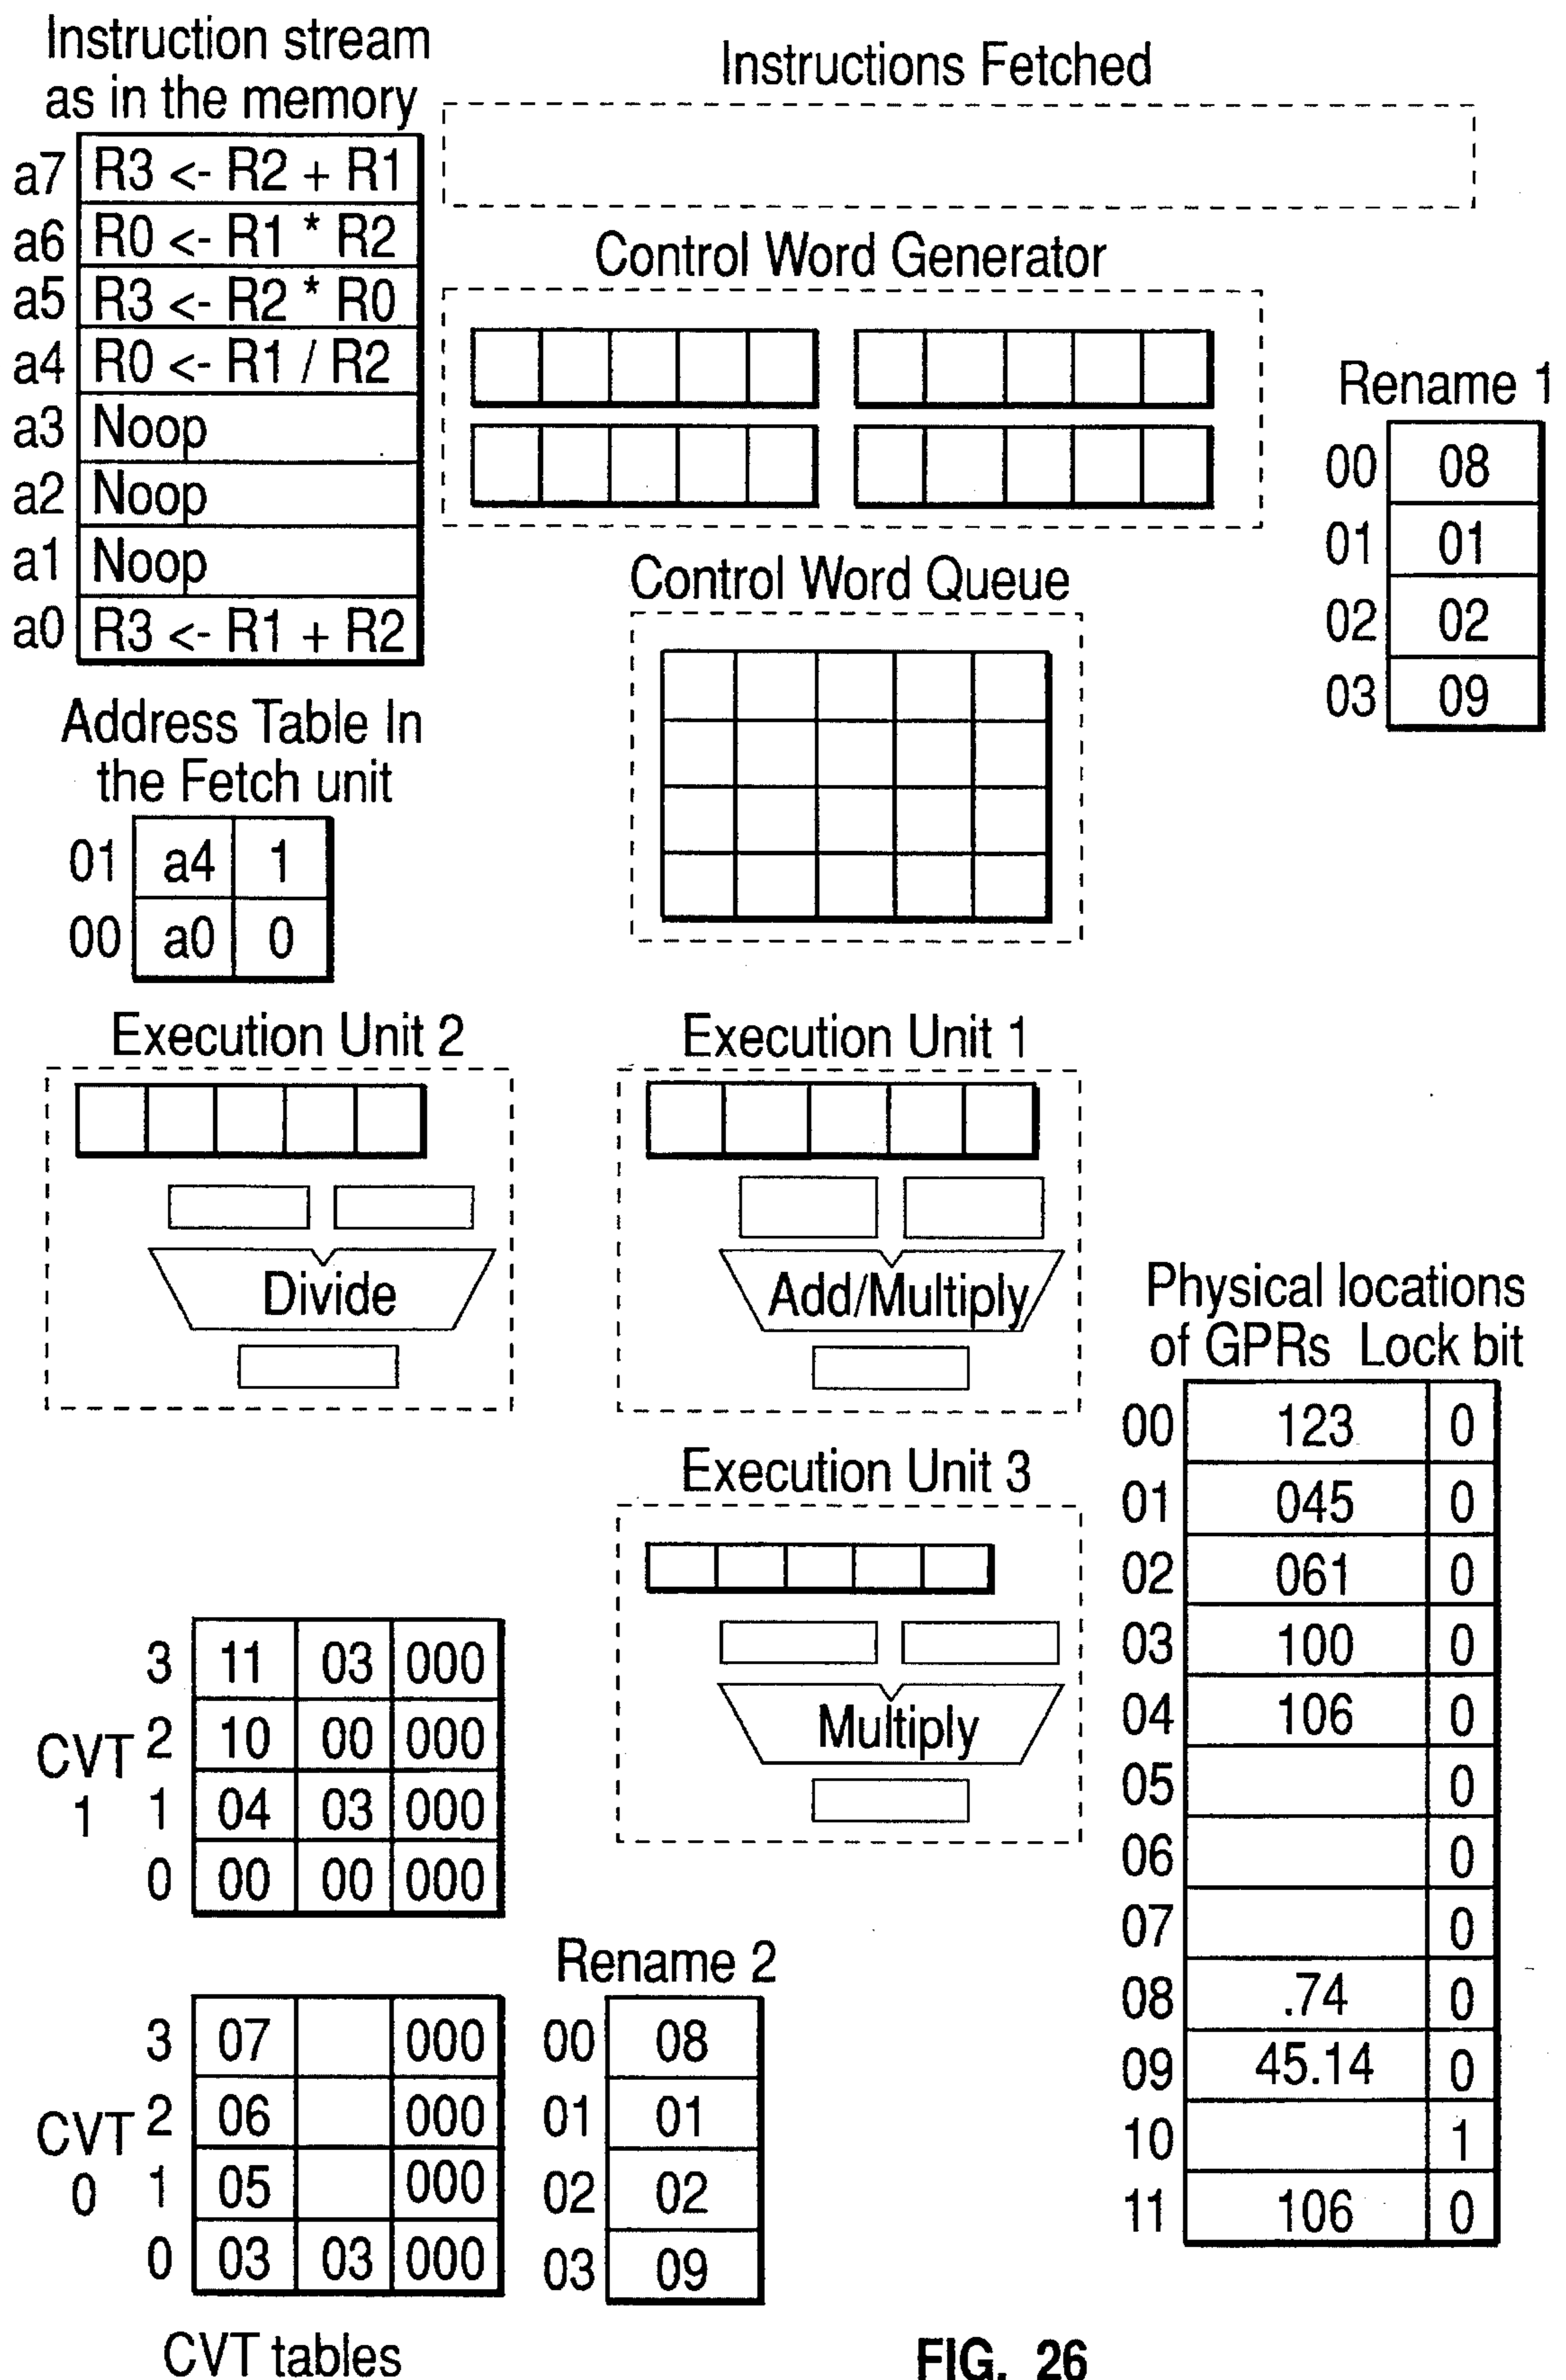 Instruction stream
as in the memory
a7 R3 <- R2 + R1
a6 R0 <- R1 * R2
a5 R3 <- R2 * R0
a4 R0 <- R1 / R2
a3 Noop
a2 Noop
a1 Noop
a0 R3 <- R1 + R2
Instructions Fetched
Control Word Generator
Rename 1
00 08
01 01
02 02
03 09
Control Word Queue
Address Table In
the Fetch unit
01 a4 1
00 a0 0
Execution Unit 2
Divide
Execution Unit 1
Add/Multiply
Execution Unit 3
Multiply
Physical locations
of GPRs Lock bit
00 123 0
01 045 0
02 061 0
03 100 0
04 106 0
05 0
06 0
07 0
08 .74 0
09 45.14 0
10 1
11 106 0
CVT
1
3 11 03 000
2 10 00 000
1 04 03 000
0 00 00 000
CVT
0
3 07 000
2 06 000
1 05 000
0 03 03 000
Rename 2
00 08
01 01
02 02
03 09
CVT tables
FIG. 26